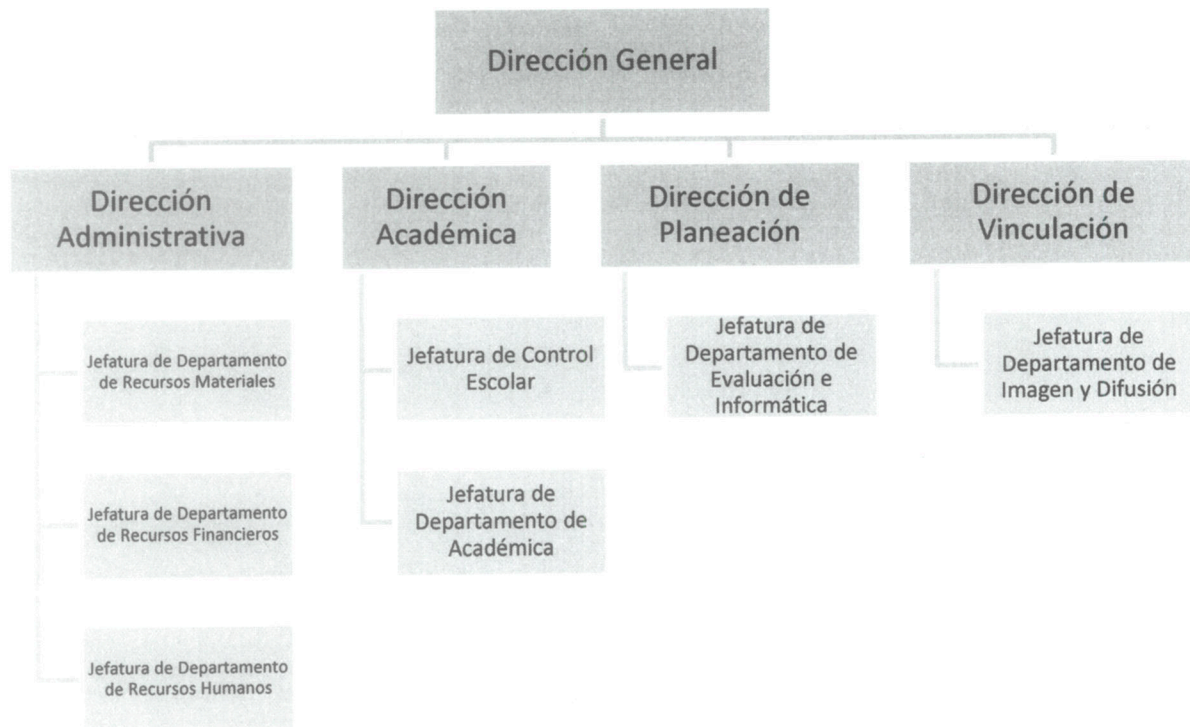 Dirección General
Dirección
Administrativa
Dirección
Académica
Dirección de
Planeación
Dirección de
Vinculación
Jefatura de Departamento
de Recursos Materiales
Jefatura de Departamento
de Recursos Financieros
Jefatura de Departamento
de Recursos Humanos
Jefatura de Control
Escolar
Jefatura de
Departamento de
Académica
Jefatura de
Departamento de
Evaluación e
Informática
Jefatura de
Departamento de
Imagen y Difusión